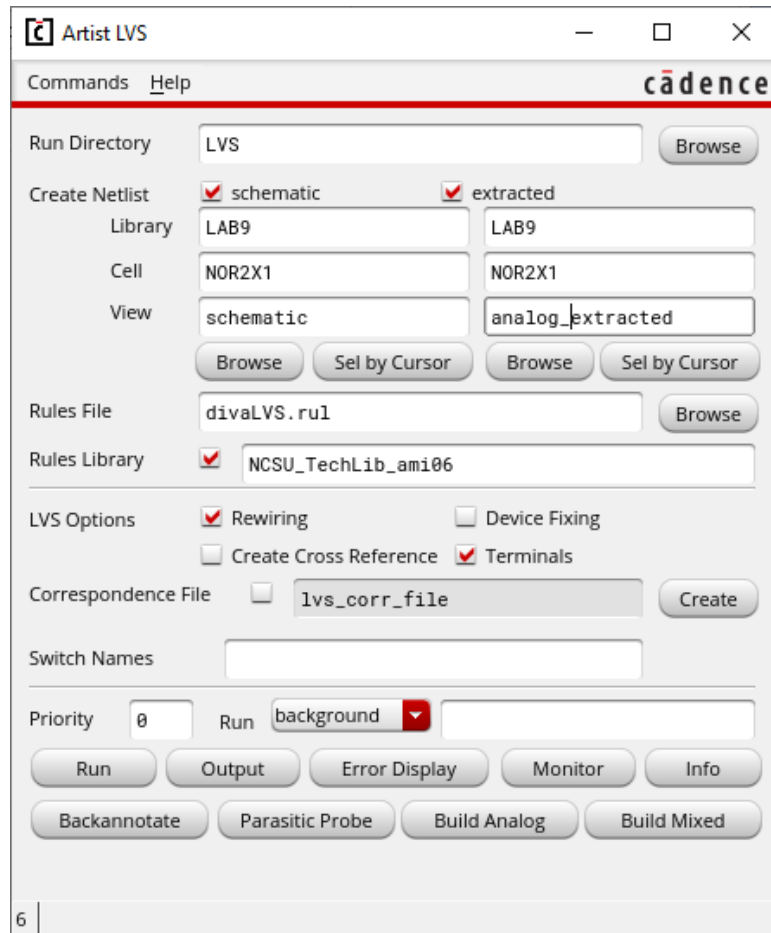 Artist LVS
Commands Help cādence
Run Directory LVS Browse
Create Netlist schematic extracted
Library LAB9 LAB9
Cell NOR2X1 NOR2X1
View schematic analog_extracted
Browse Sel by Cursor Browse Sel by Cursor
Rules File divaLVS.rul Browse
Rules Library NCSU_TechLib_ami06
LVS Options Rewiring Device Fixing
Create Cross Reference Terminals
Correspondence File lvs_corr_file Create
Switch Names
Priority 0 Run background
Run Output Error Display Monitor Info
Backannotate Parasitic Probe Build Analog Build Mixed
6